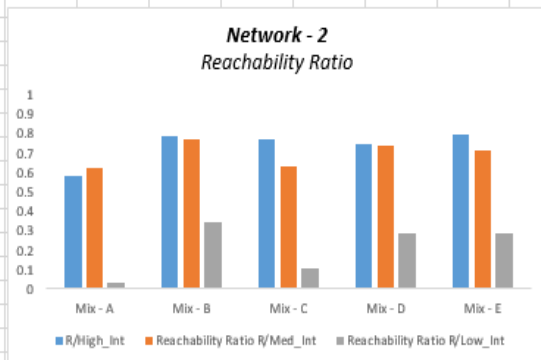 Network - 2
Reachability Ratio
1
0.9
0.8
0.7
0.6
0.5
0.4
0.3
0.2
0.1
0
Mix - A Mix - B Mix - C Mix - D Mix - E
R/High_Int Reachability Ratio R/Med_Int Reachability Ratio R/Low_Int